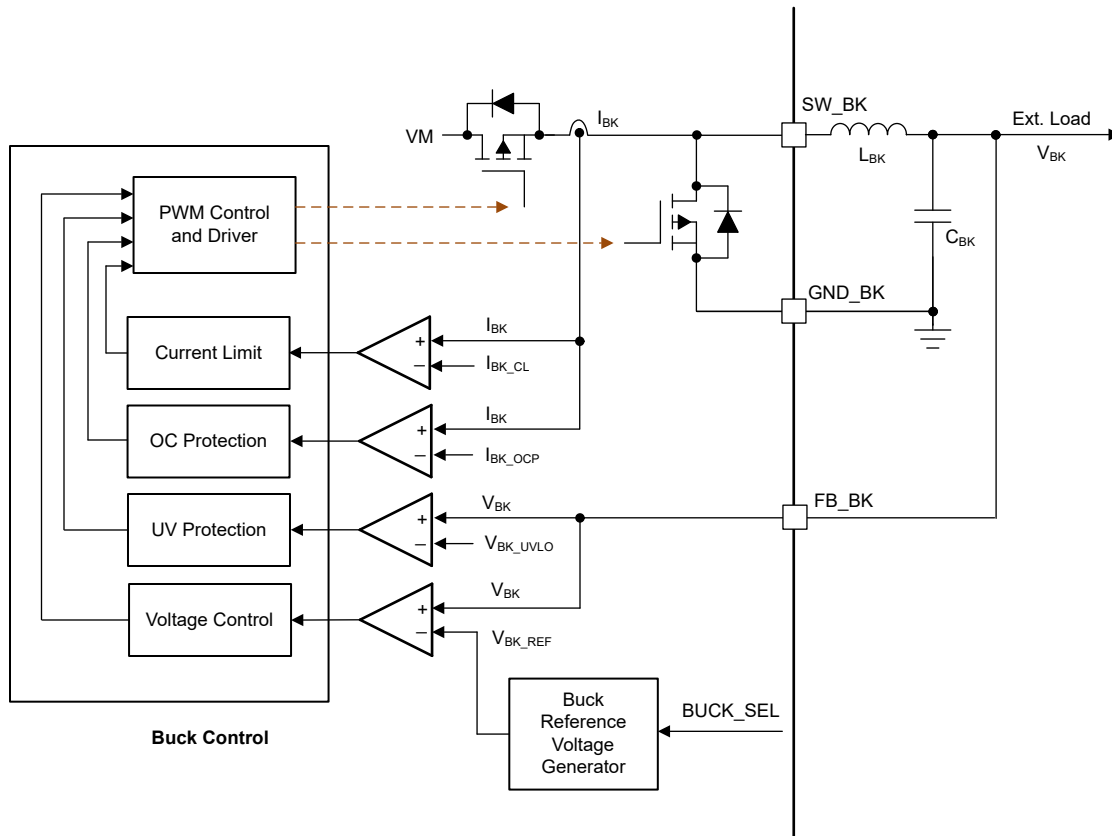 SW_BK
Ext. Load
I_BK
VM
L_BK
V_BK
PWM Control
and Driver
C_BK
GND_BK
I_BK
+
Current Limit
–
I_BK_CL
I_BK
+
OC Protection
–
I_BK_OCP
V_BK
FB_BK
+
UV Protection
–
V_BK_UVLO
V_BK
+
Voltage Control
–
V_BK_REF
Buck
Reference
Voltage
Generator
BUCK_SEL
Buck Control